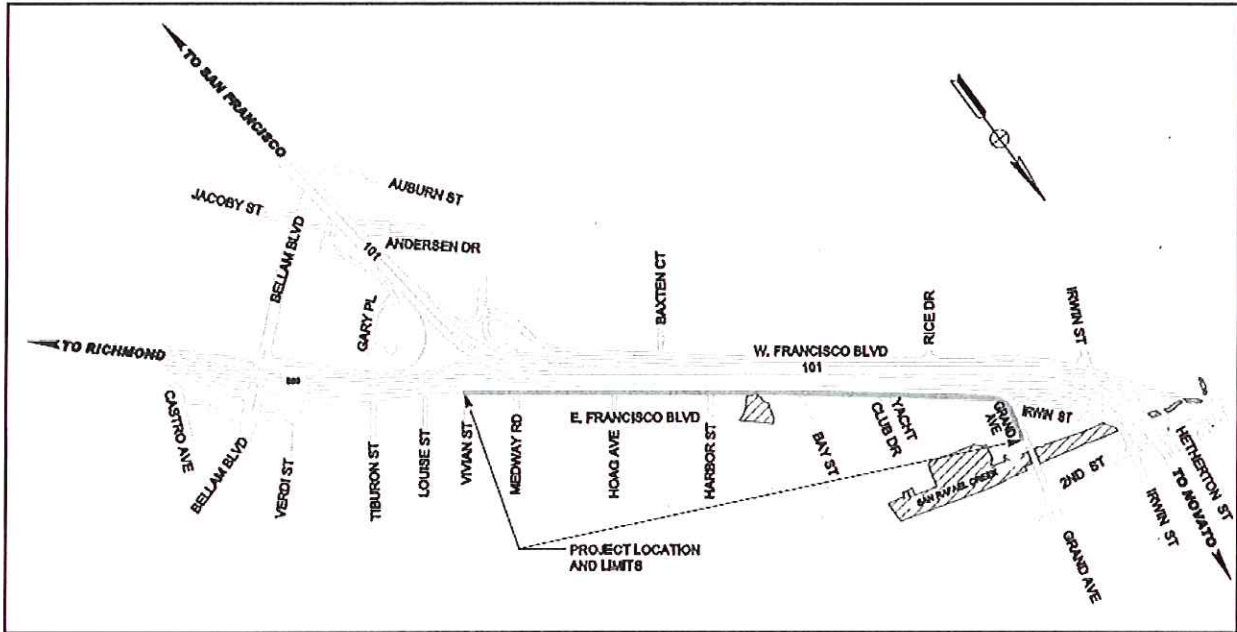 TO SAN FRANCISCO
AUBURN ST
JACOBY ST
BELLAM BLVD
ANDERSEN DR
101
GARY PL
BAXTEN CT
RICE DR
IRWIN ST
TO RICHMOND
W. FRANCISCO BLVD
101
CASTRO AVE
BELLAM BLVD
VERDI ST
TIBURON ST
LOUISE ST
VIVIAN ST
MEDWAY RD
E. FRANCISCO BLVD
HOAG AVE
HARBOR ST
BAY ST
YACHT
CLUB DR
GRAND
AVE
IRWIN ST
SAN RAFAEL CREEK
2ND ST
HETHERTON ST
TO NOVATO
IRWIN ST
GRAND AVE
PROJECT LOCATION
AND LIMITS